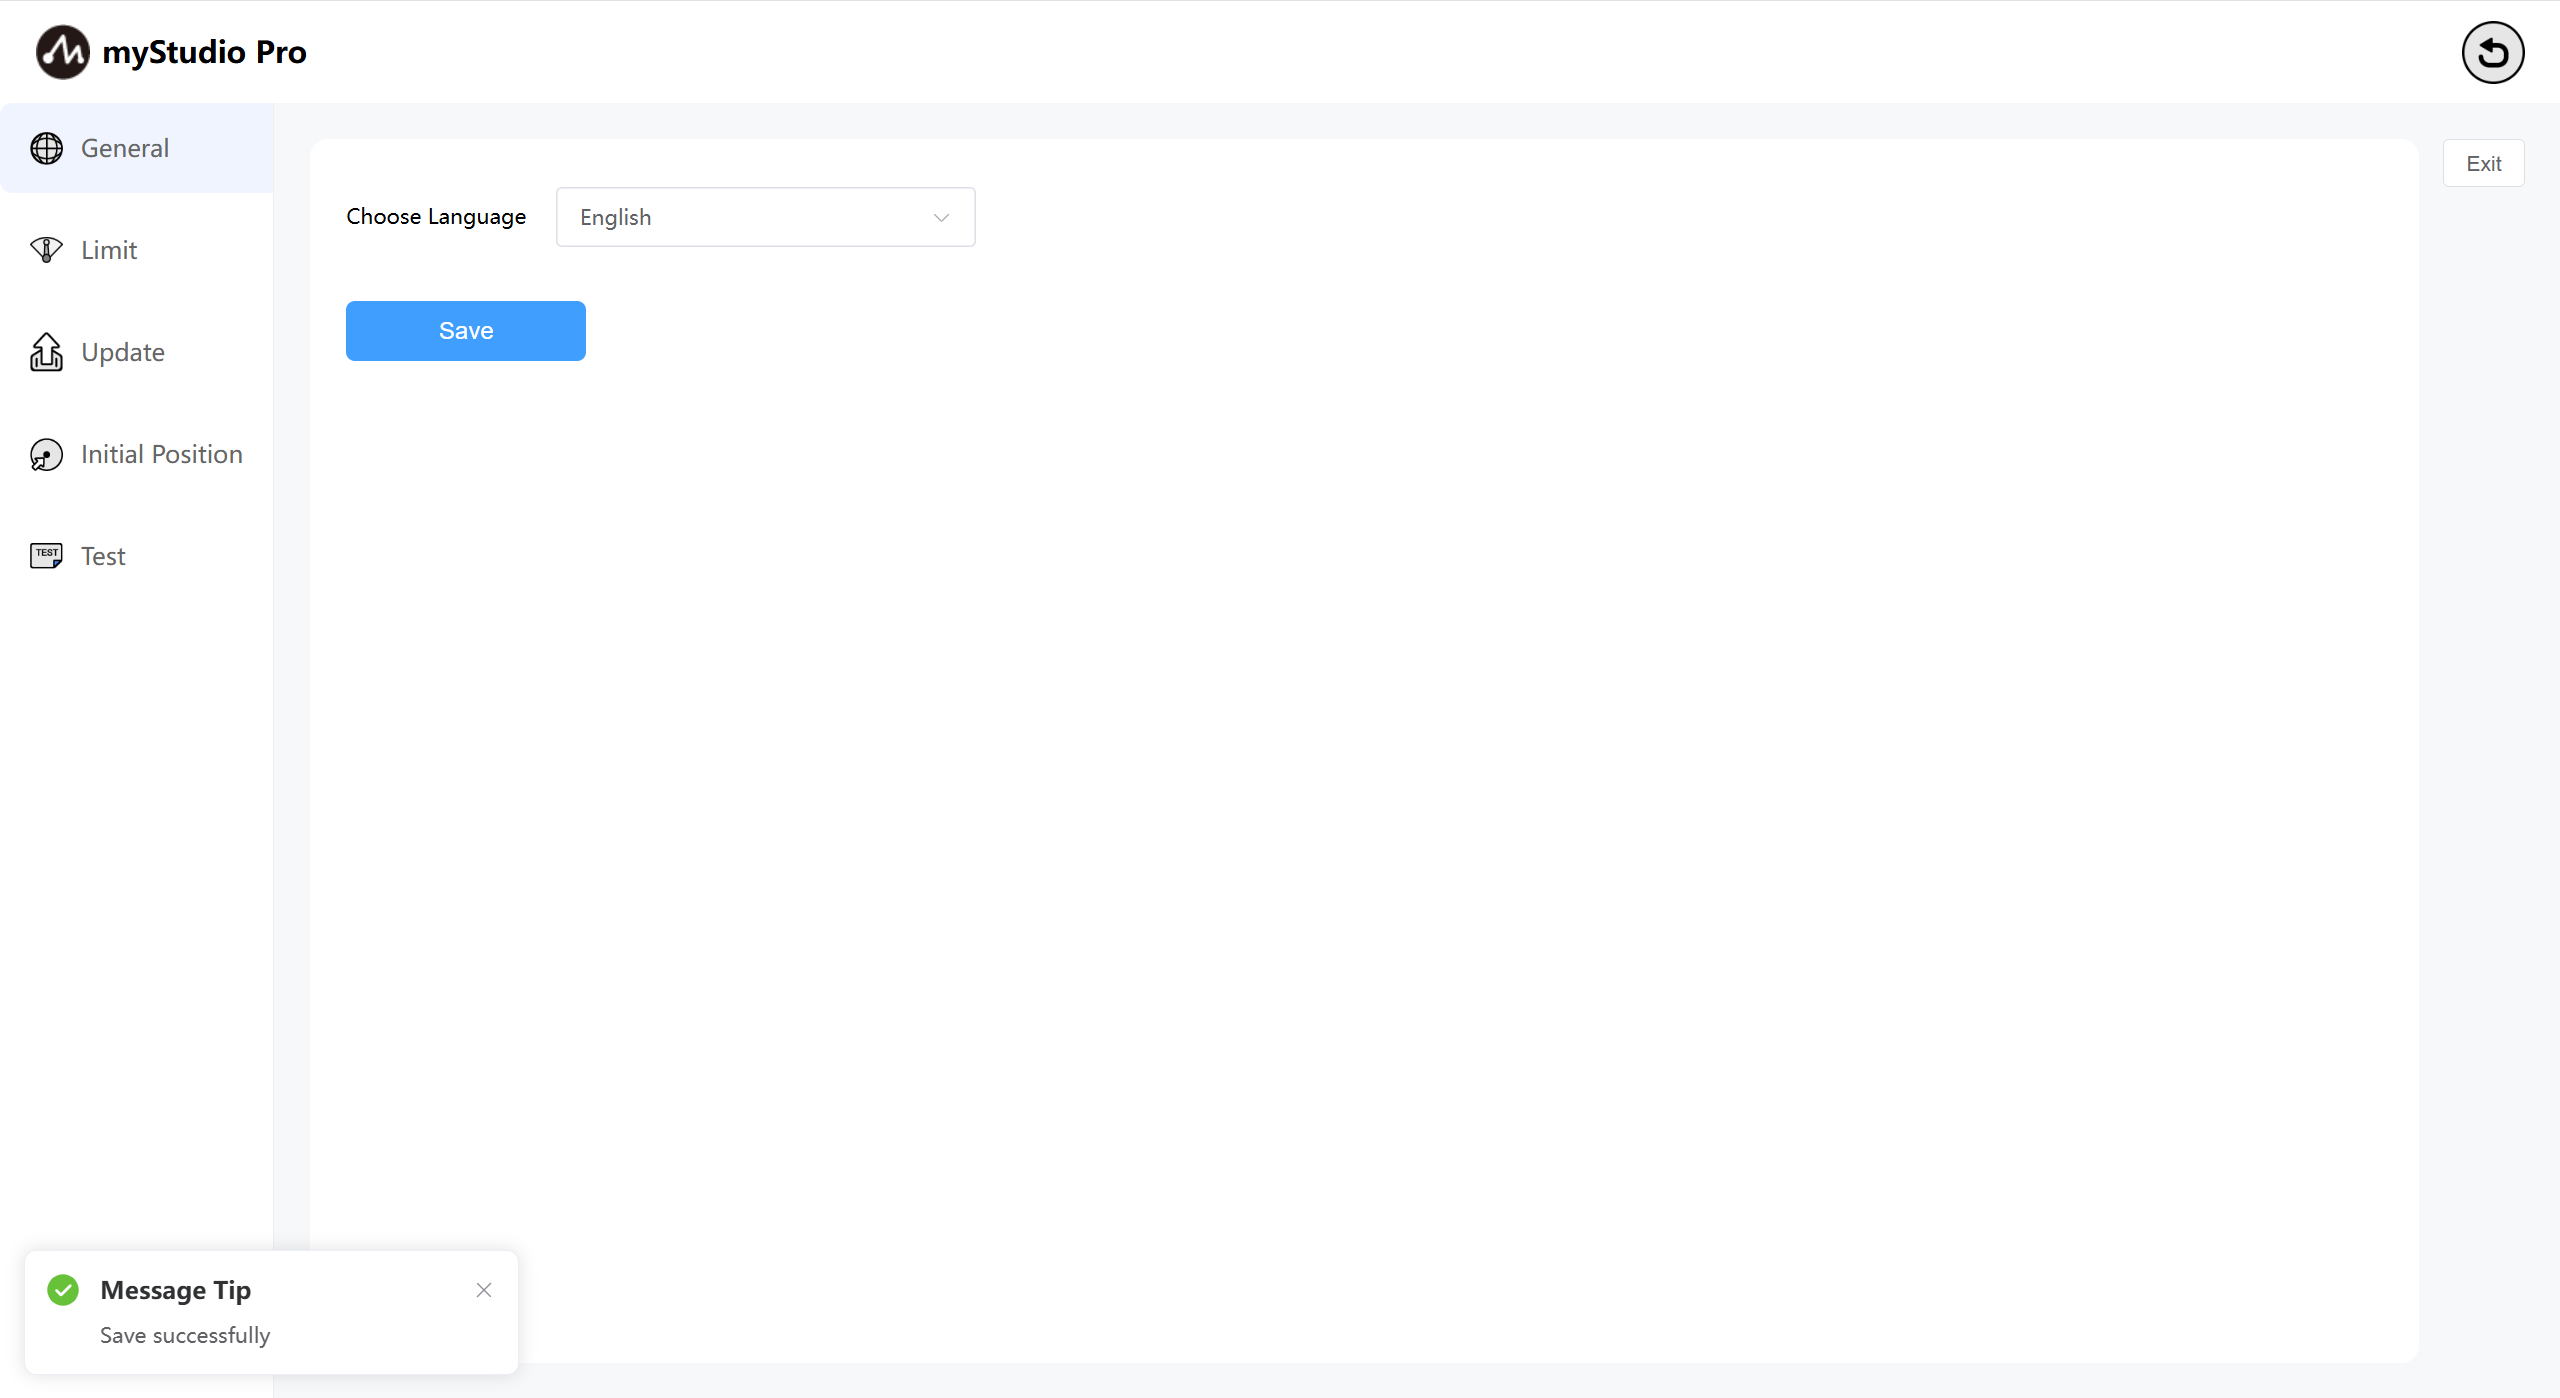 myStudio Pro
General
Limit
Update
Initial Position
TEST
Test
Choose Language
English
Save
Exit
Message Tip
Save successfully